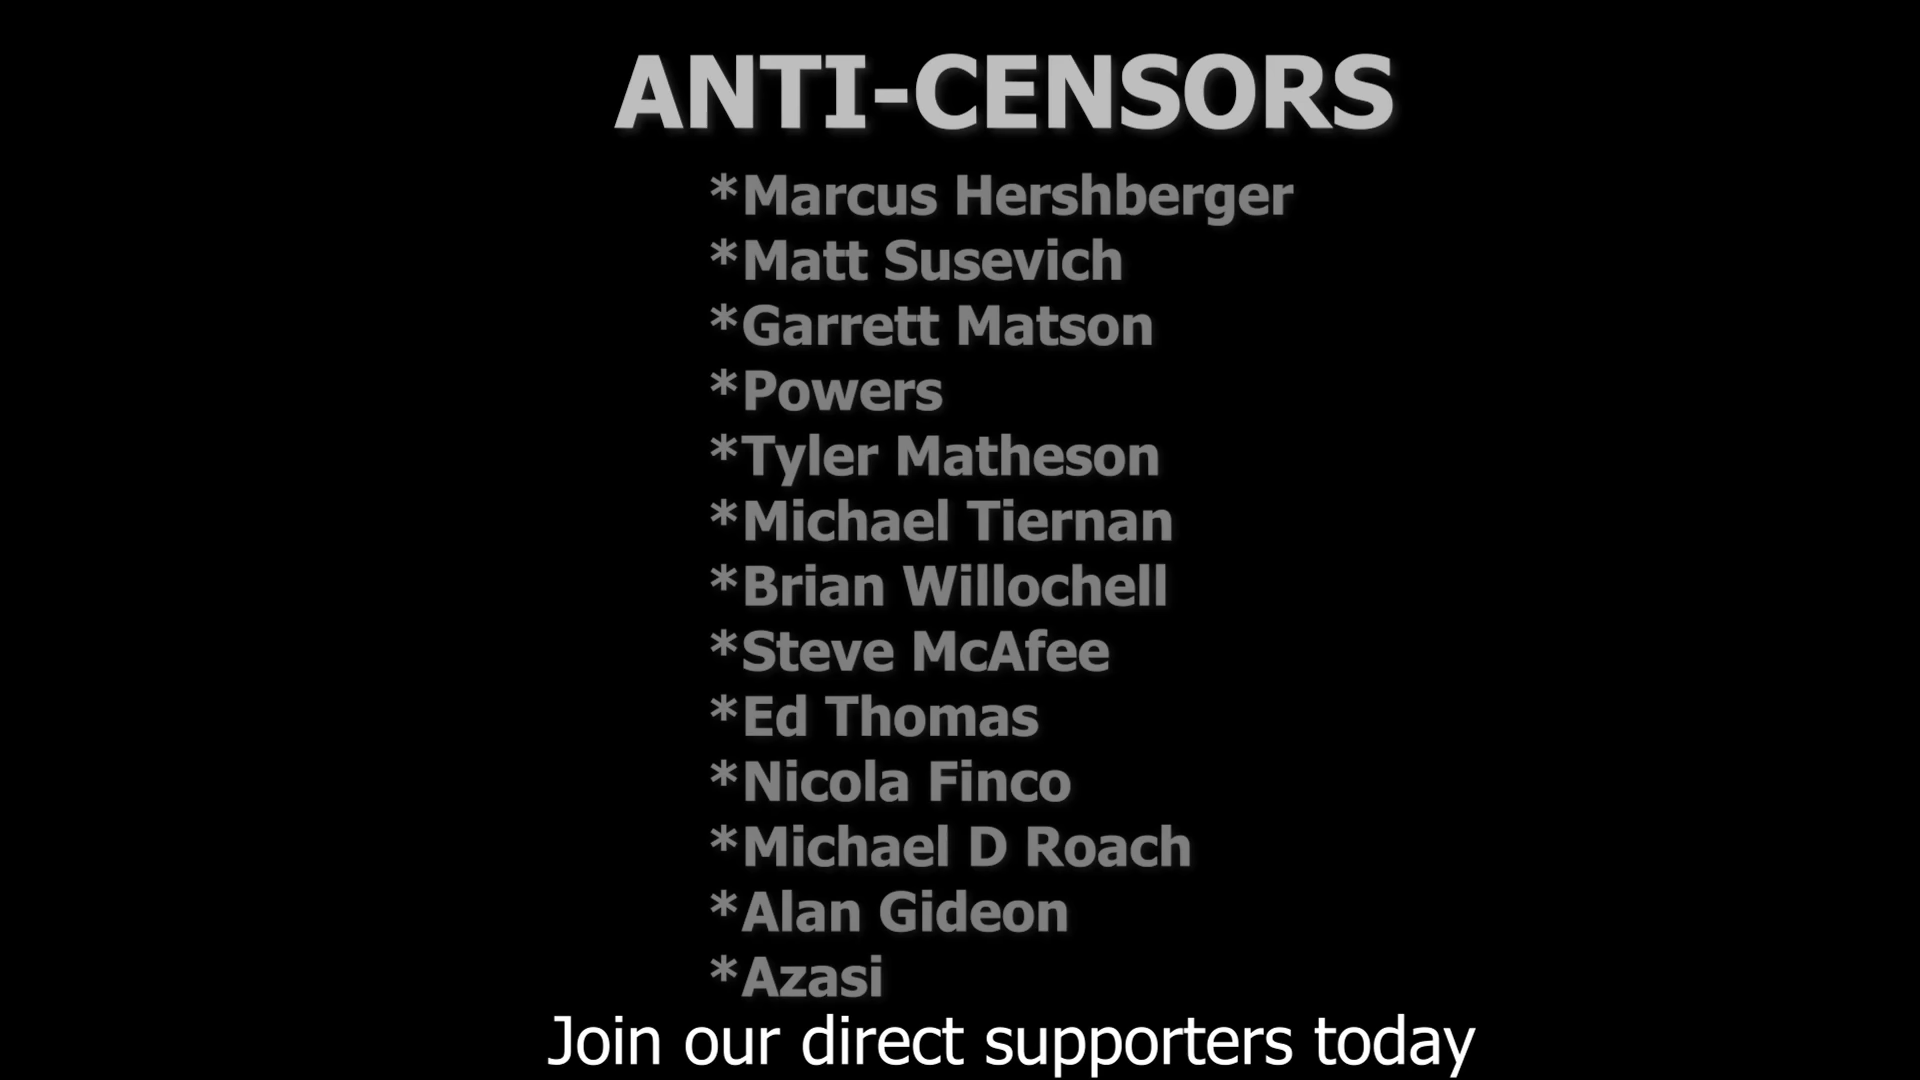 ANTI-CENSORS
*Marcus Hershberger
*Matt Susevich
*Garrett Matson
*Powers
*Tyler Matheson
*Michael Tiernan
*Brian Willochell
*Steve McAfee
*Ed Thomas
*Nicola Finco
*Michael D Roach
*Alan Gideon
*Azasi
Join our direct supporters today